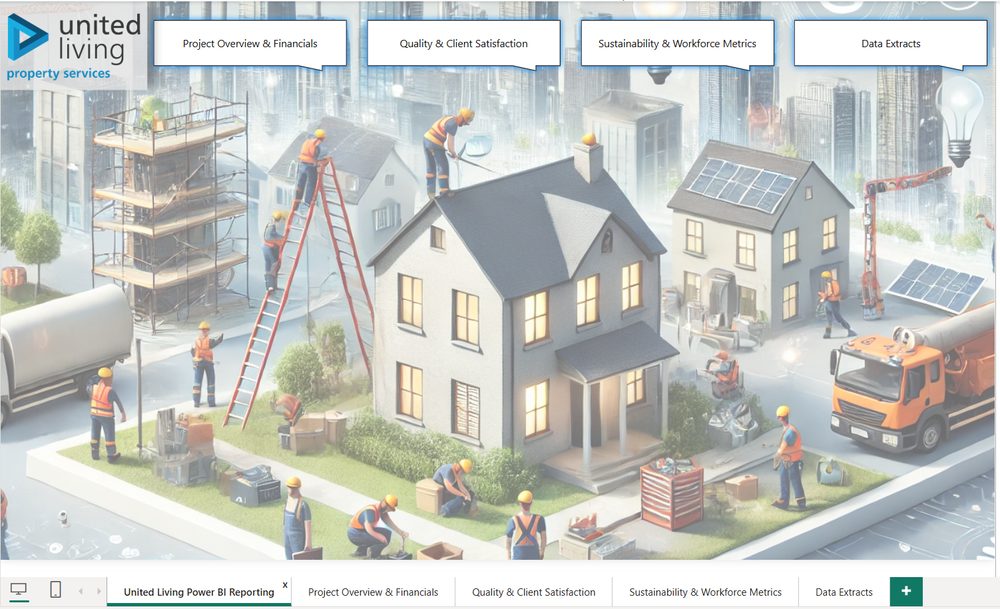 united
living
property services
Project Overview & Financials
Quality & Client Satisfaction
Sustainability & Workforce Metrics
Data Extracts
United Living Power BI Reporting
x
Project Overview & Financials
Quality & Client Satisfaction
Sustainability & Workforce Metrics
Data Extracts
+